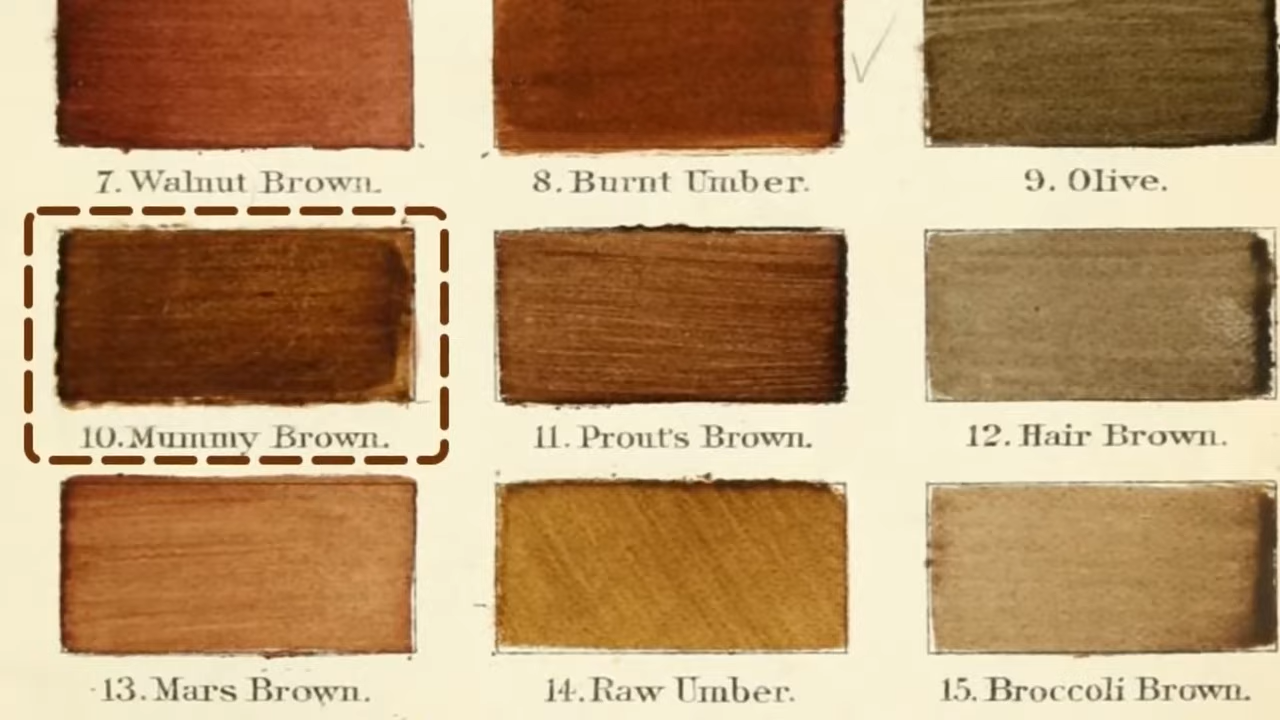 7. Walnut Brown.
8. Burnt Umber.
9. Olive.
10. Mummy Brown.
11. Prout's Brown.
12. Hair Brown.
13. Mars Brown.
14. Raw Umber.
15. Broccoli Brown.